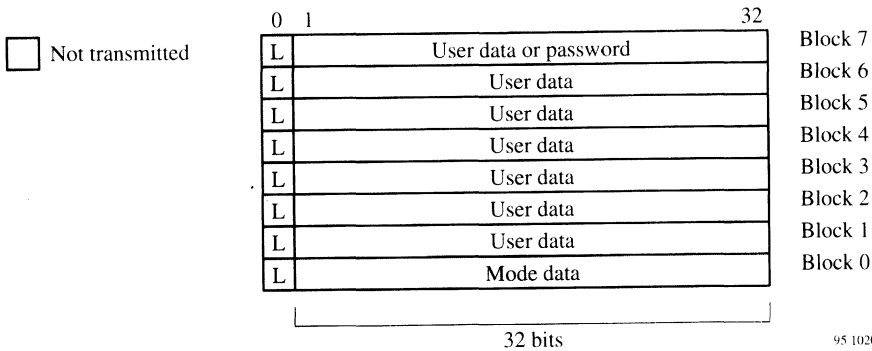 0 1 32
Not transmitted
L User data or password Block 7
L User data Block 6
L User data Block 5
L User data Block 4
L User data Block 3
L User data Block 2
L User data Block 1
L Mode data Block 0
32 bits